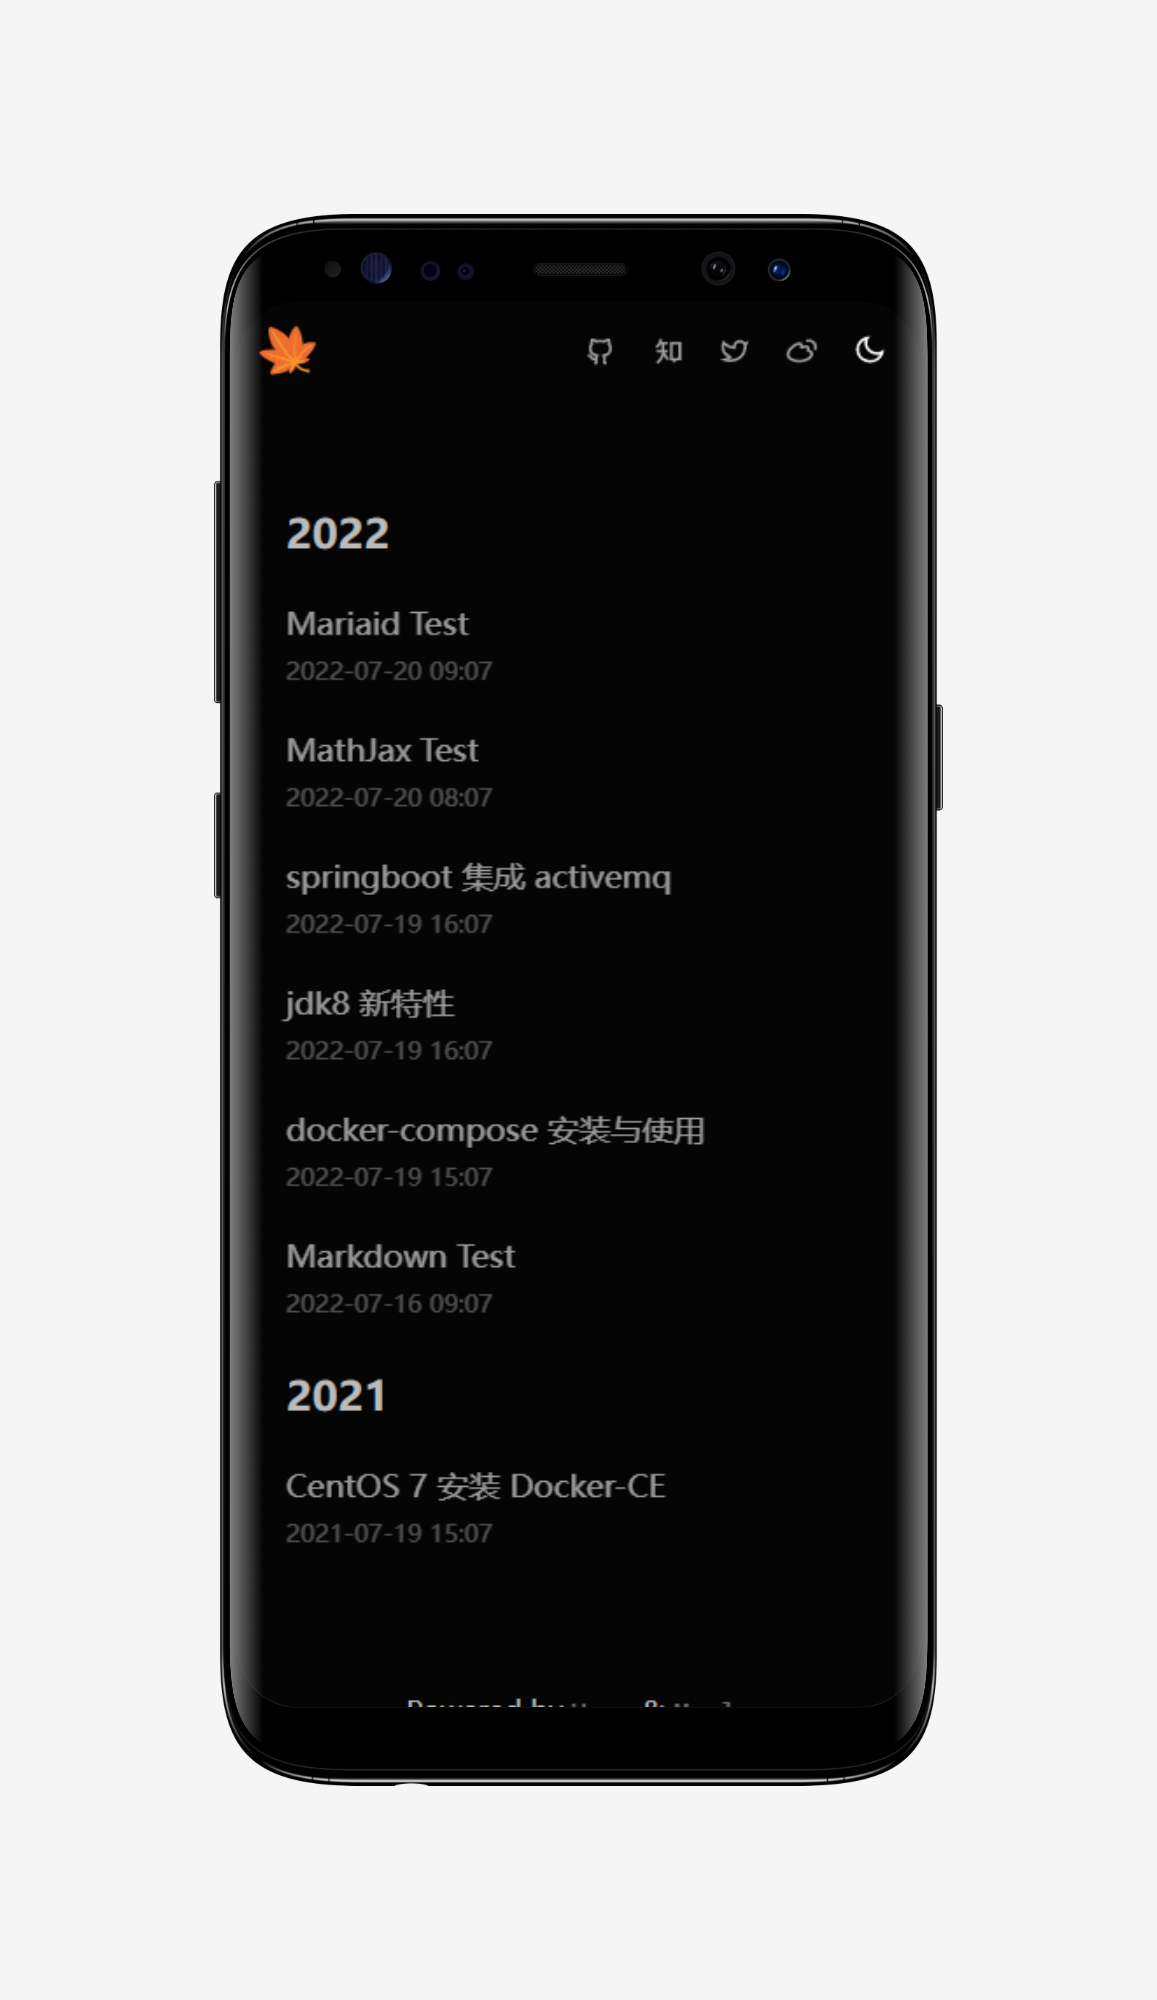 知
2022
Mariaid Test
2022-07-20 09:07
MathJax Test
2022-07-20 08:07
springboot 集成 activemq
2022-07-19 16:07
jdk8 新特性
2022-07-19 16:07
docker-compose 安装与使用
2022-07-19 15:07
Markdown Test
2022-07-16 09:07
2021
CentOS 7 安装 Docker-CE
2021-07-19 15:07
Powered by &